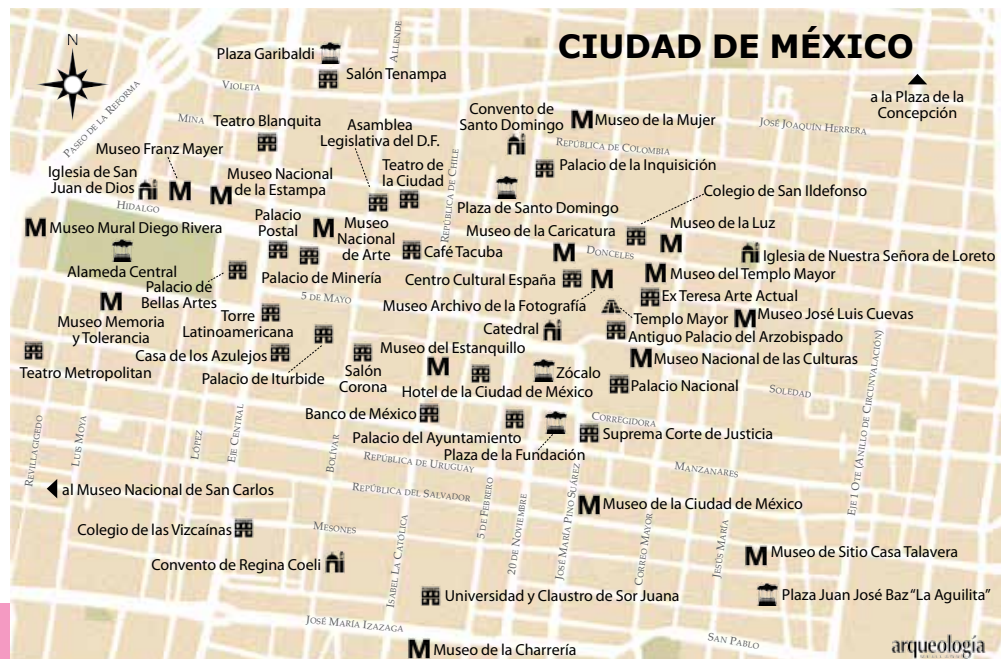 CIUDAD DE MÉXICO
N
Plaza Garibaldi
Salón Tenampa
ALLENDE
VIOLETA
PASEO DE LA REFORMA
MINA
Teatro Blanquita
Asamblea
Legislativa del D.F.
Convento de
Santo Domingo
M Museo de la Mujer
JOSÉ JOAQUÍN HERRERA
a la Plaza de la
Concepción
REPÚBLICA DE COLOMBIA
Museo Franz Mayer
M
Iglesia de San
Juan de Dios
M
Museo Nacional
de la Estampa
Teatro de
la Ciudad
REPÚBLICA DE CHILE
Palacio de la Inquisición
Plaza de Santo Domingo
Colegio de San Ildefonso
HIDALGO
M Museo Mural Diego Rivera
Palacio
Postal
M
Museo
Nacional
de Arte
Café Tacuba
Museo de la Caricatura
M
DONCELES
Museo de la Luz
M
Iglesia de Nuestra Señora de Loreto
Alameda Central
Palacio de
Bellas Artes
Palacio de Minería
Centro Cultural España
M
M Museo del Templo Mayor
Ex Teresa Arte Actual
M
Museo Memoria
y Tolerancia
5 DE MAYO
Museo Archivo de la Fotografía
Templo Mayor
M Museo José Luis Cuevas
Torre
Latinoamericana
Catedral
Antiguo Palacio del Arzobispado
Teatro Metropolitan
Casa de los Azulejos
Palacio de Iturbide
Salón
Corona
Museo del Estanquillo
M
M Museo Nacional de las Culturas
Zócalo
Hotel de la Ciudad de México
Palacio Nacional
SOLEDAD
EJE 1 OTE (ANILLO DE CIRCUNVALACIÓN)
Banco de México
Palacio del Ayuntamiento
Plaza de la Fundación
CORREGIDORA
Suprema Corte de Justicia
REVILLAGIGEDO
LUIS MOYA
LÓPEZ
EJE CENTRAL
BOLÍVAR
REPÚBLICA DE URUGUAY
MANZANARES
al Museo Nacional de San Carlos
REPÚBLICA DEL SALVADOR
5 DE FEBRERO
20 DE NOVIEMBRE
JOSÉ MARÍA PINO SUÁREZ
M Museo de la Ciudad de México
CORREO MAYOR
JESÚS MARÍA
Colegio de las Vizcaínas
MESONES
ISABEL LA CATÓLICA
M Museo de Sitio Casa Talavera
Convento de Regina Coeli
Universidad y Claustro de Sor Juana
Plaza Juan José Baz "La Aguilita"
JOSÉ MARÍA IZAZAGA
SAN PABLO
M Museo de la Charrería
arqueología